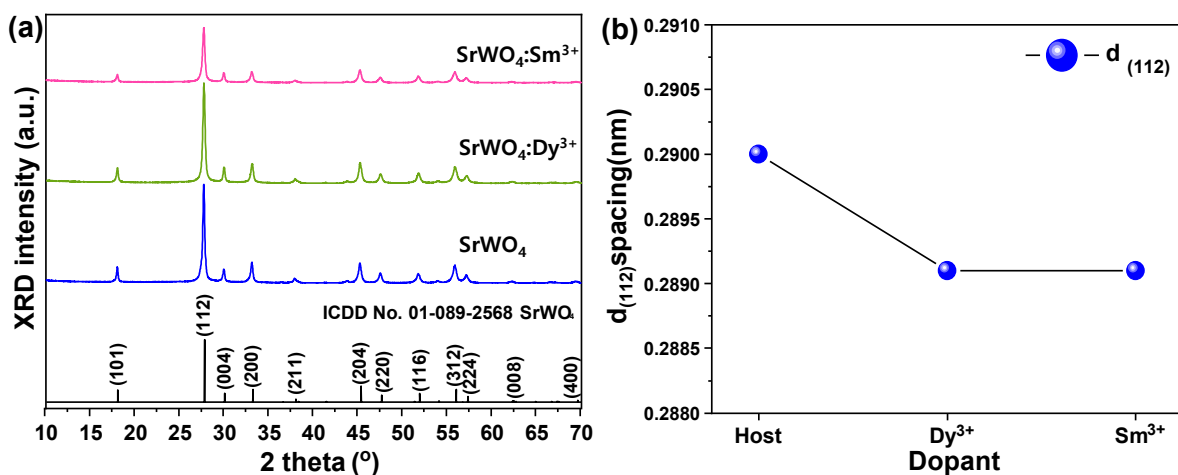 (a)
SrWO₄:Sm³⁺
SrWO₄:Dy³⁺
SrWO₄
ICDD No. 01-089-2568 SrWO₄
(101)
(112)
(004)
(200)
(211)
(204)
(220)
(116)
(312)
(224)
(008)
(400)
XRD intensity (a.u.)
10 15 20 25 30 35 40 45 50 55 60 65 70
2 theta (°)
(b)
d (112)
0.2910
0.2905
0.2900
0.2895
0.2890
0.2885
0.2880
d(112)spacing(nm)
Host Dy³⁺ Sm³⁺
Dopant